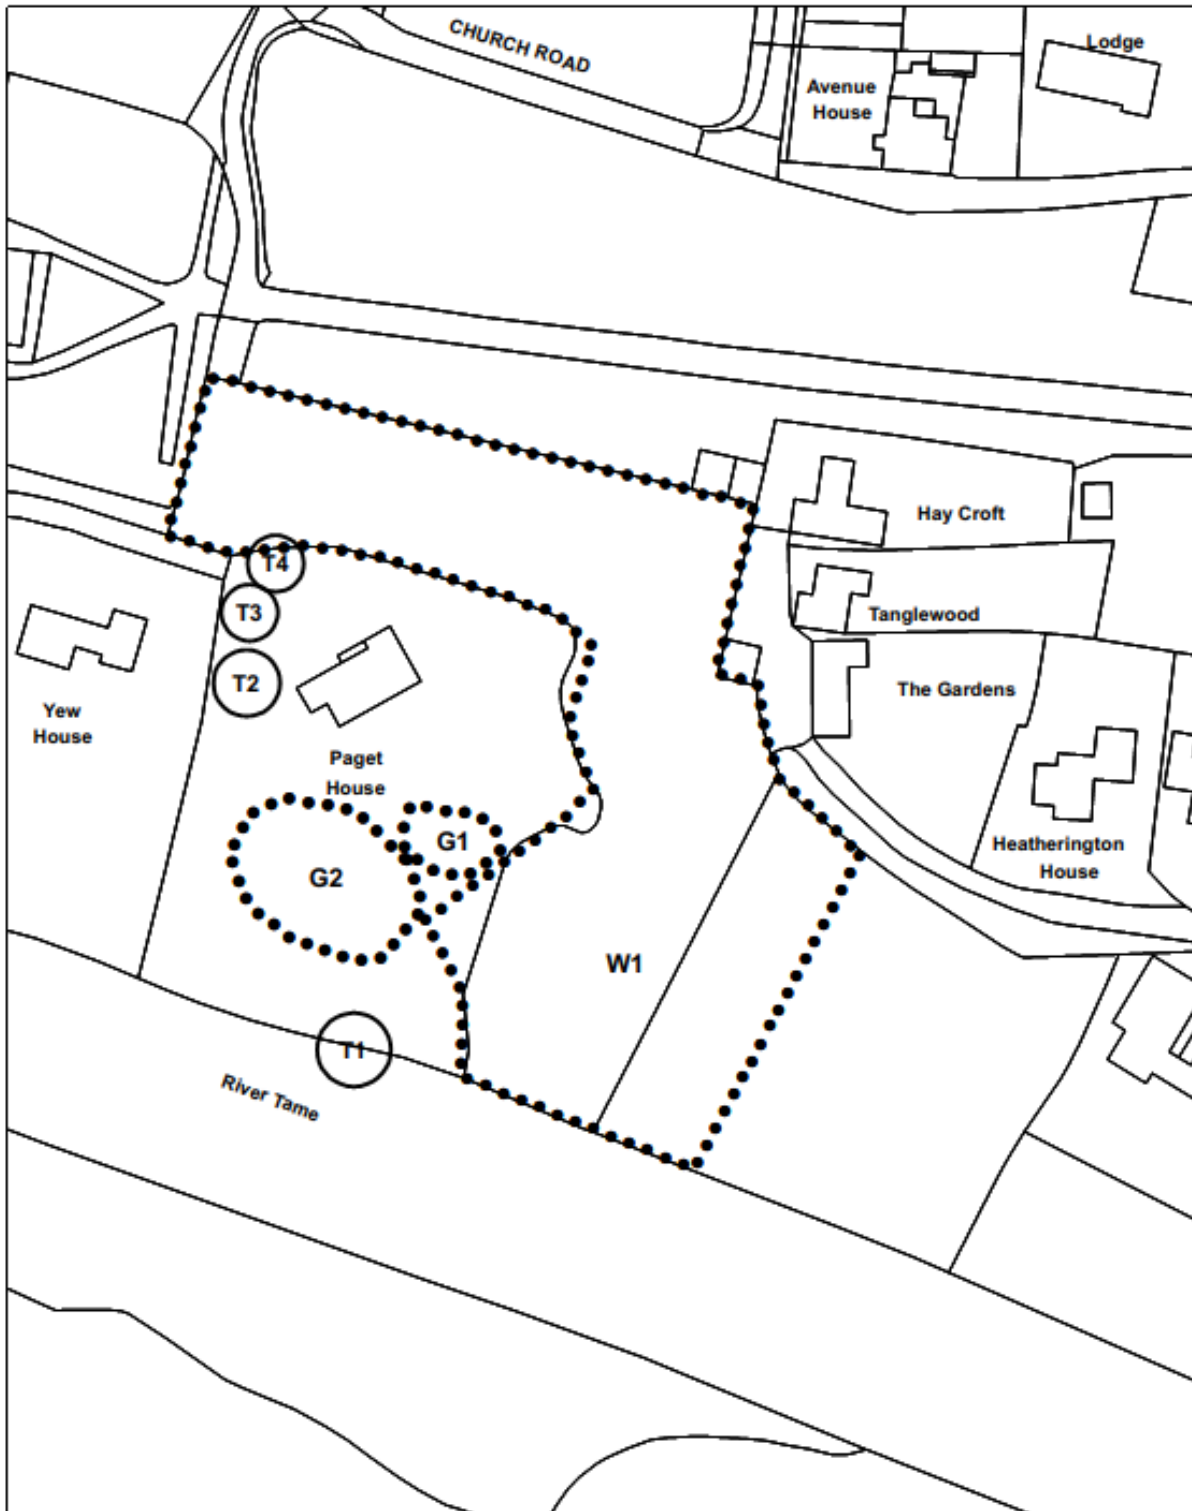 CHURCH ROAD
Lodge
Avenue
House
Hay Croft
T4
T3
Tanglewood
T2
The Gardens
Yew
House
Paget
House
G1
Heatherington
House
G2
W1
T1
River Tame